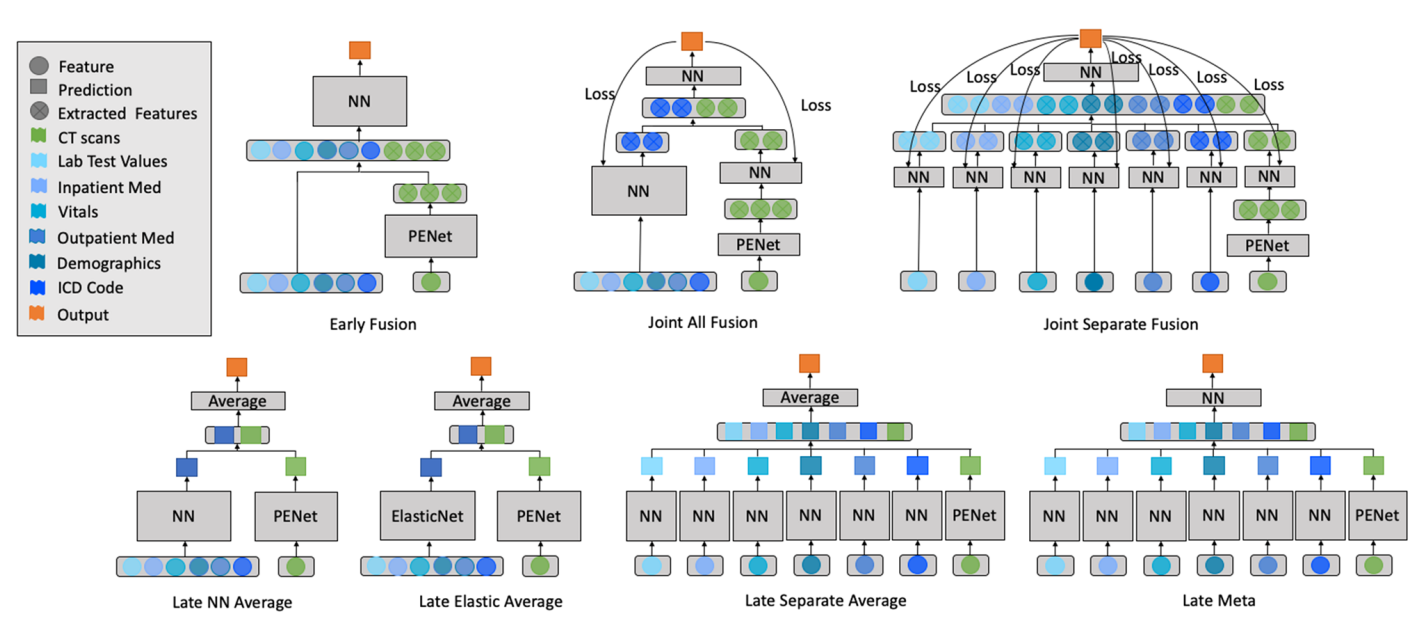 Feature
Prediction
Extracted Features
CT scans
Lab Test Values
Inpatient Med
Vitals
Outpatient Med
Demographics
ICD Code
Output
NN
PENet
Early Fusion
NN
Loss
Loss
NN
NN
PENet
Joint All Fusion
Loss
Loss
Loss
Loss
Loss
Loss
Loss
NN
NN
NN
NN
NN
NN
NN
NN
PENet
Joint Separate Fusion
Average
NN
PENet
Late NN Average
Average
ElasticNet
PENet
Late Elastic Average
Average
NN
NN
NN
NN
NN
NN
PENet
Late Separate Average
NN
NN
NN
NN
NN
NN
NN
PENet
Late Meta